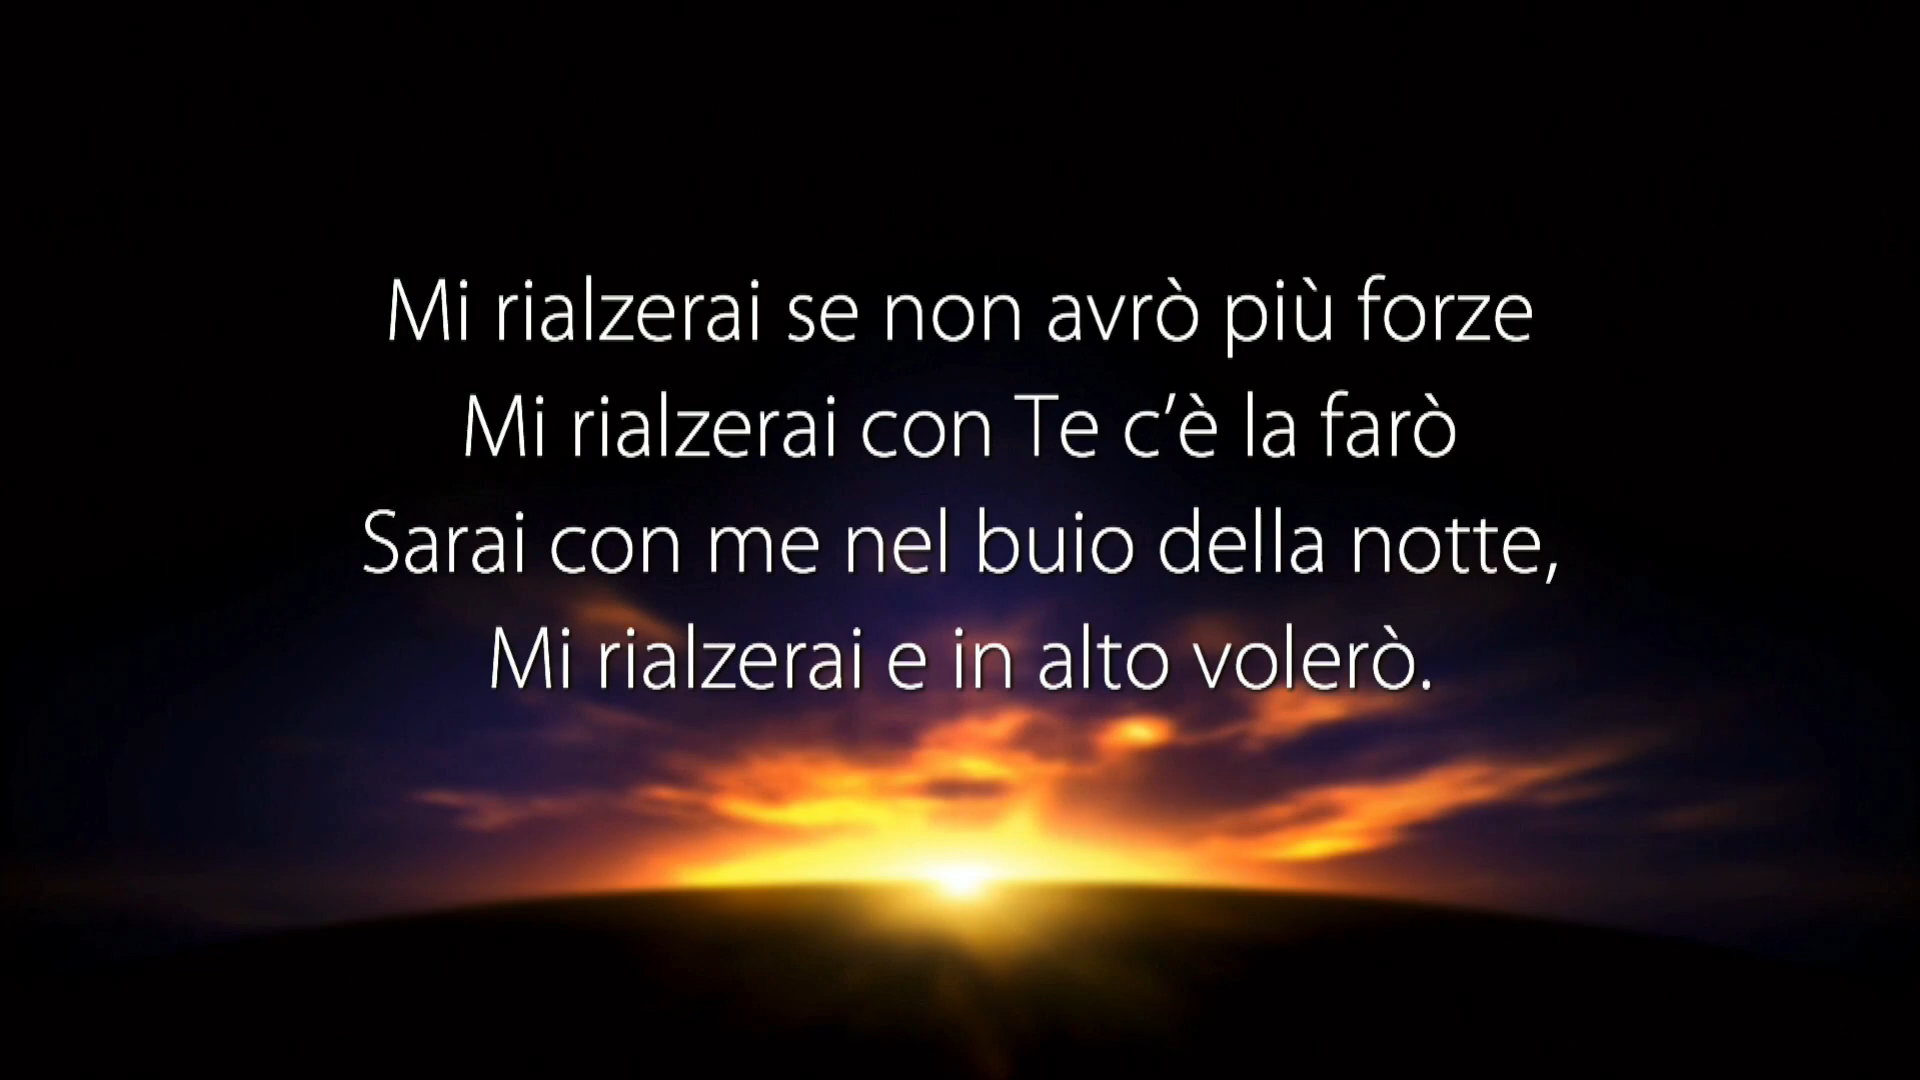 Mi rialzerai se non avrò più forze
Mi rialzerai con Te c’è la farò
Sarai con me nel buio della notte,
Mi rialzerai e in alto volerò.